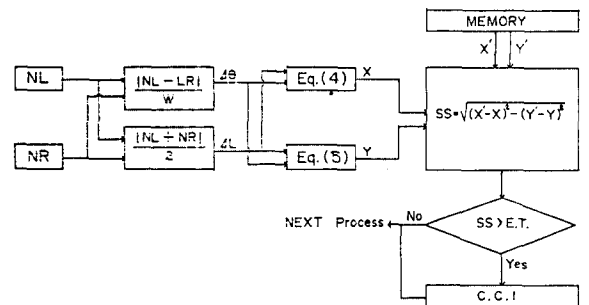 MEMORY
X' Y'
NL
|NL - LR|
W
Δθ
Eq.(4)
X
SS=√(X'-X)²-(Y'-Y)²
NR
|NL ÷ NR|
2
ΔL
Eq.(5)
Y
NEXT Process
No
SS > E.T.
Yes
C.C.!